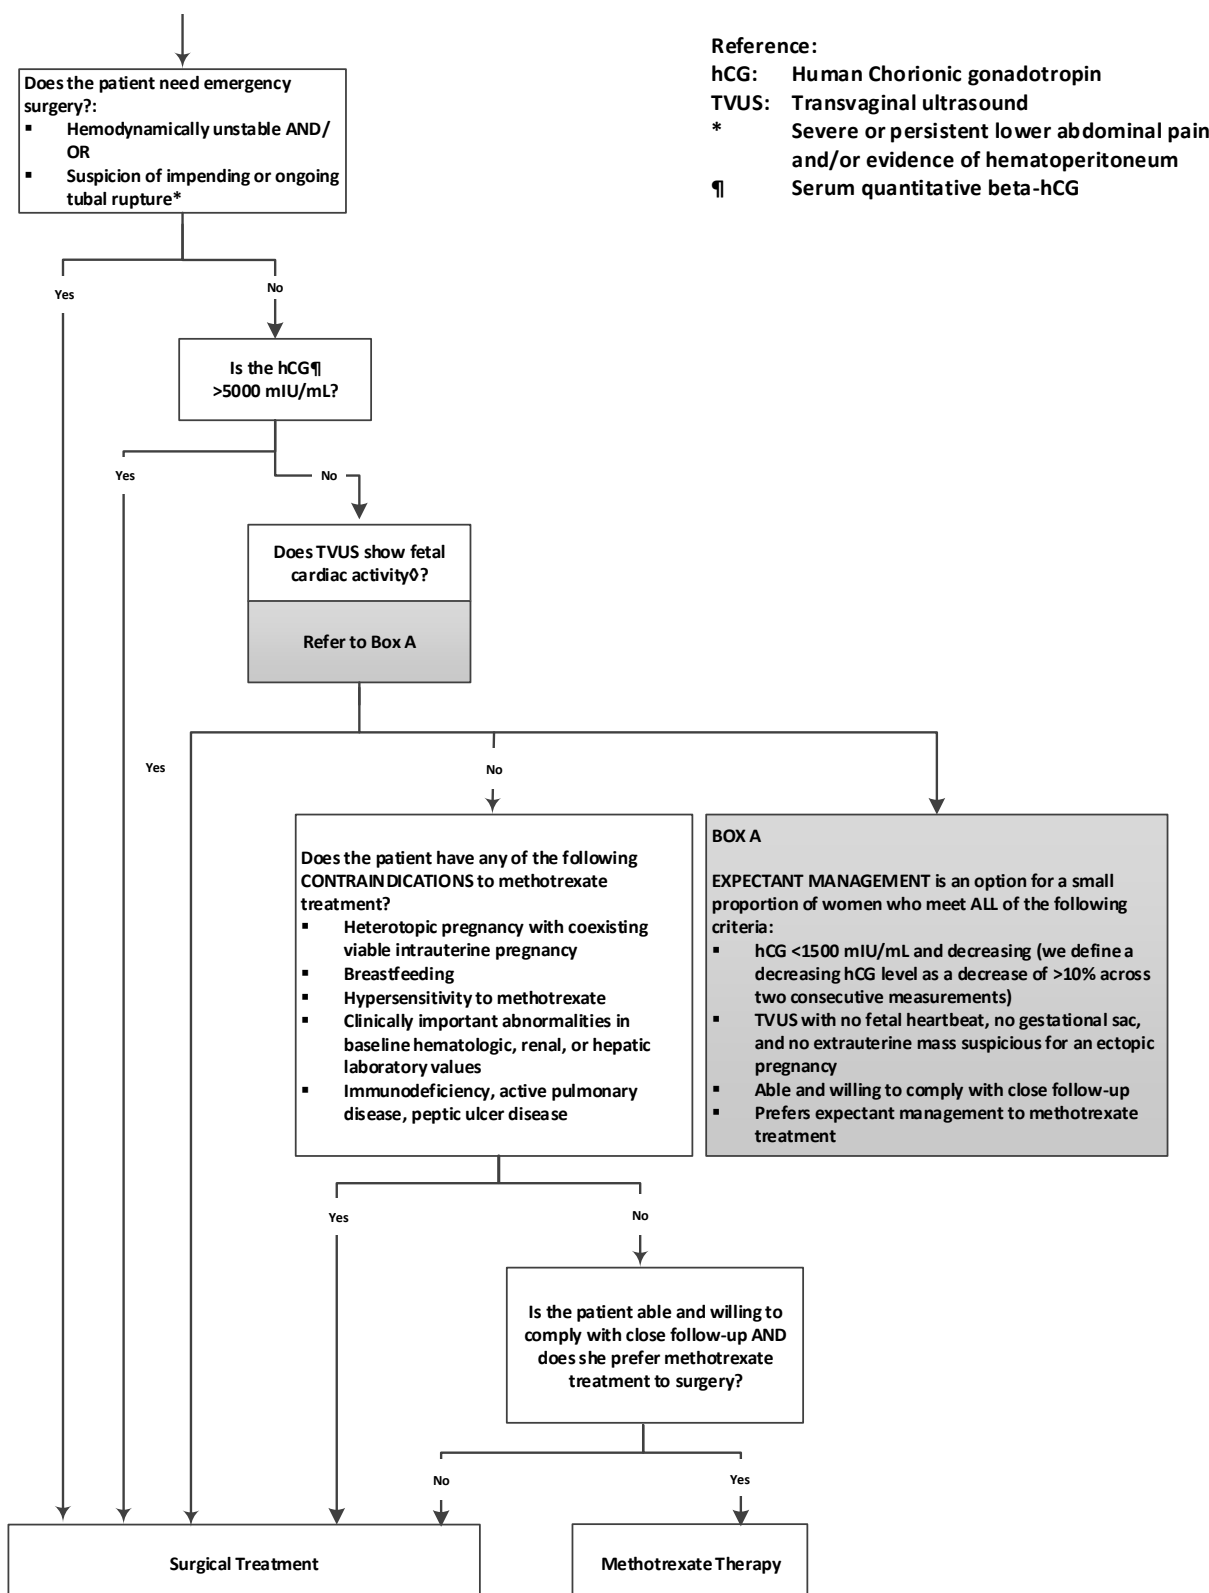 Reference:
hCG: Human Chorionic gonadotropin
TVUS: Transvaginal ultrasound
* Severe or persistent lower abdominal pain
and/or evidence of hematoperitoneum
¶ Serum quantitative beta-hCG
Does the patient need emergency
surgery?:
▪ Hemodynamically unstable AND/
OR
▪ Suspicion of impending or ongoing
tubal rupture*
Yes
No
Is the hCG¶
>5000 mIU/mL?
Yes
No
Does TVUS show fetal
cardiac activity◊?
Refer to Box A
Yes
No
Does the patient have any of the following
CONTRAINDICATIONS to methotrexate
treatment?
▪ Heterotopic pregnancy with coexisting
viable intrauterine pregnancy
▪ Breastfeeding
▪ Hypersensitivity to methotrexate
▪ Clinically important abnormalities in
baseline hematologic, renal, or hepatic
laboratory values
▪ Immunodeficiency, active pulmonary
disease, peptic ulcer disease
BOX A
EXPECTANT MANAGEMENT is an option for a small
proportion of women who meet ALL of the following
criteria:
▪ hCG <1500 mIU/mL and decreasing (we define a
decreasing hCG level as a decrease of >10% across
two consecutive measurements)
▪ TVUS with no fetal heartbeat, no gestational sac,
and no extrauterine mass suspicious for an ectopic
pregnancy
▪ Able and willing to comply with close follow-up
▪ Prefers expectant management to methotrexate
treatment
Yes
No
Is the patient able and willing to
comply with close follow-up AND
does she prefer methotrexate
treatment to surgery?
No
Yes
Surgical Treatment
Methotrexate Therapy